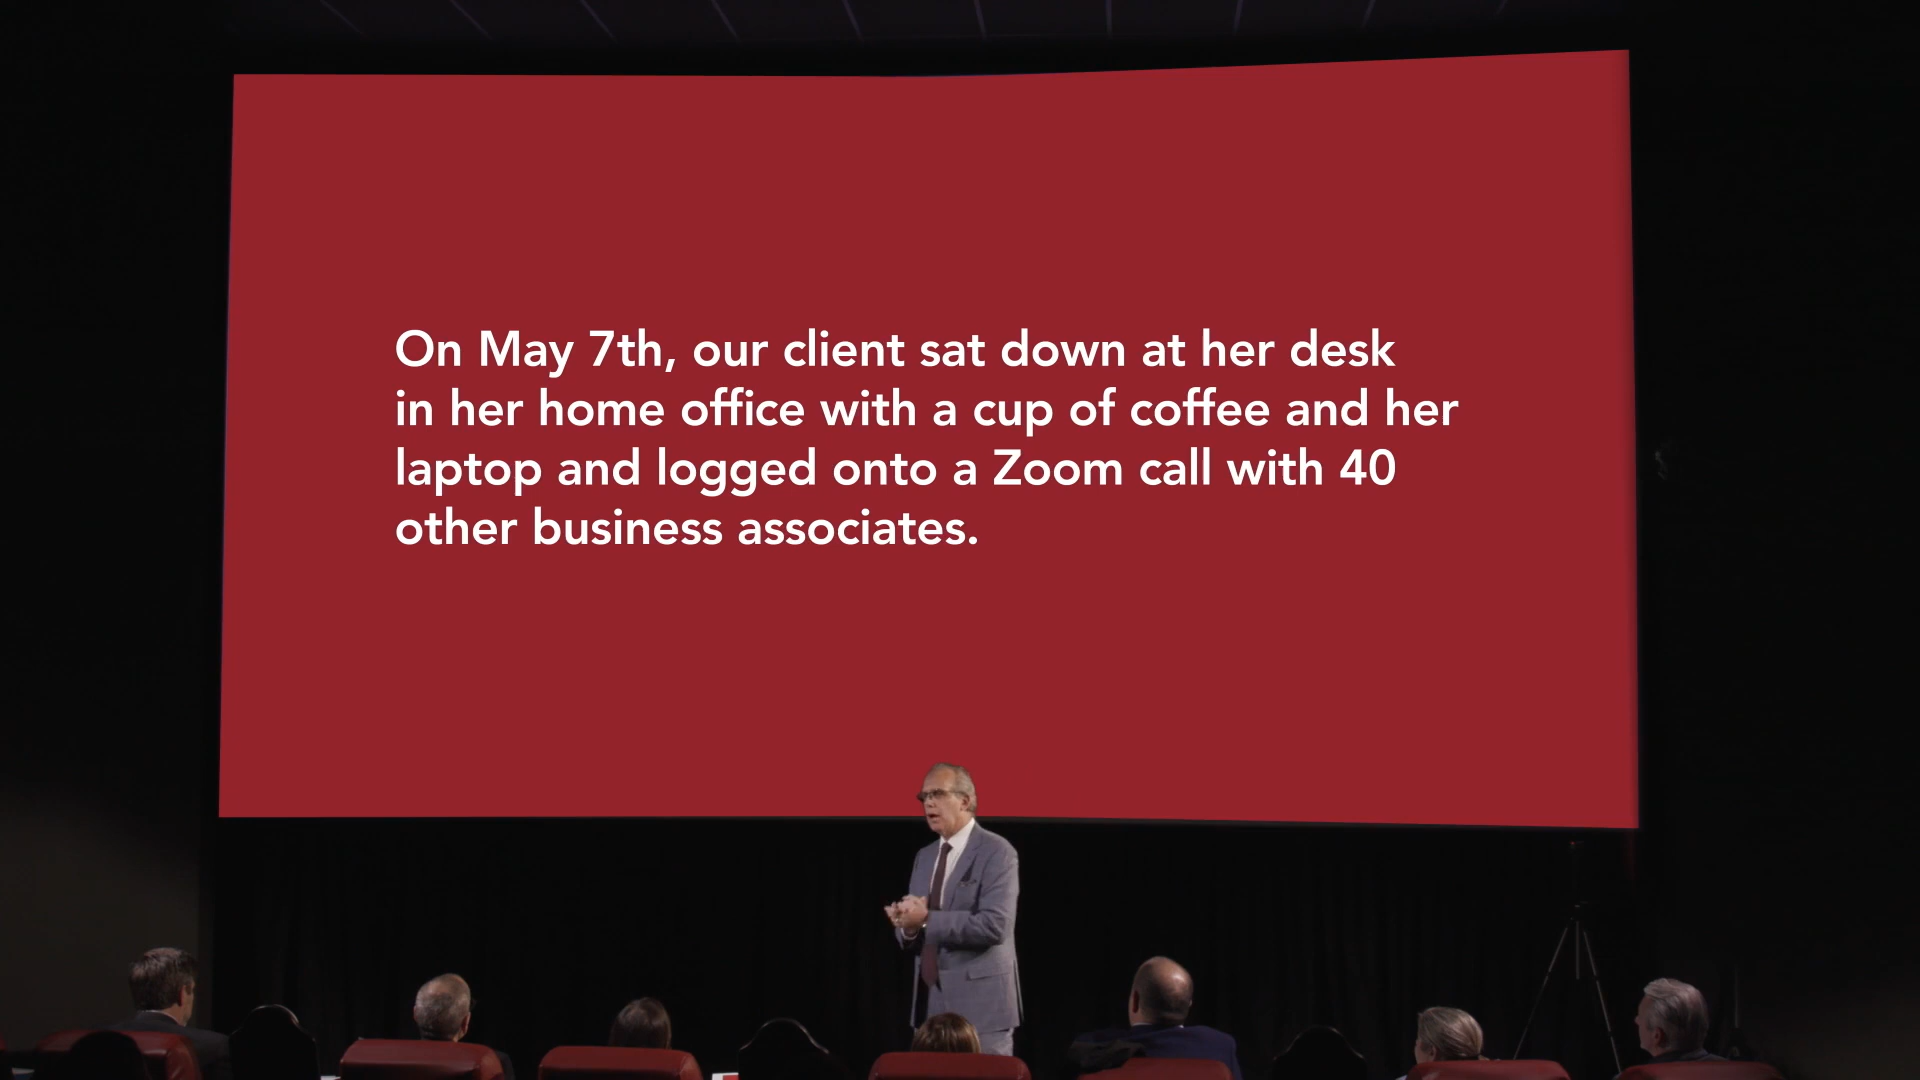 On May 7th, our client sat down at her desk
in her home office with a cup of coffee and her
laptop and logged onto a Zoom call with 40
other business associates.